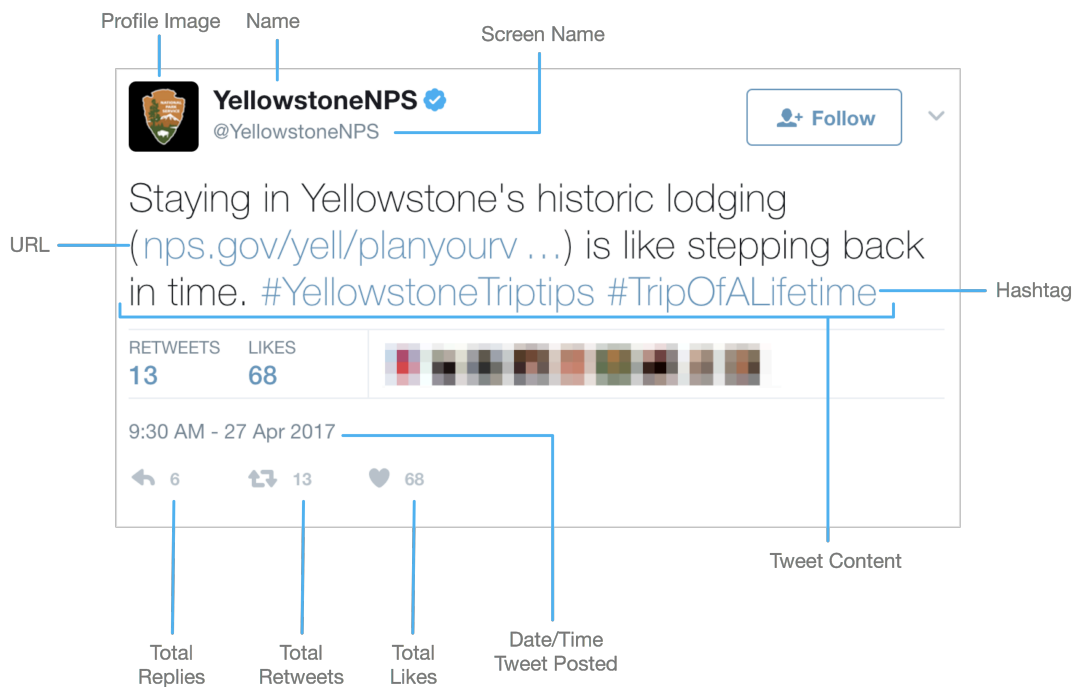 Profile Image
Name
Screen Name
YellowstoneNPS
@YellowstoneNPS
Follow
Staying in Yellowstone's historic lodging
URL
(nps.gov/yell/planyourv ...) is like stepping back
in time. #YellowstoneTriptips #TripOfALifetime
Hashtag
RETWEETS
LIKES
13
68
9:30 AM - 27 Apr 2017
6
13
68
Tweet Content
Total
Replies
Total
Retweets
Total
Likes
Date/Time
Tweet Posted